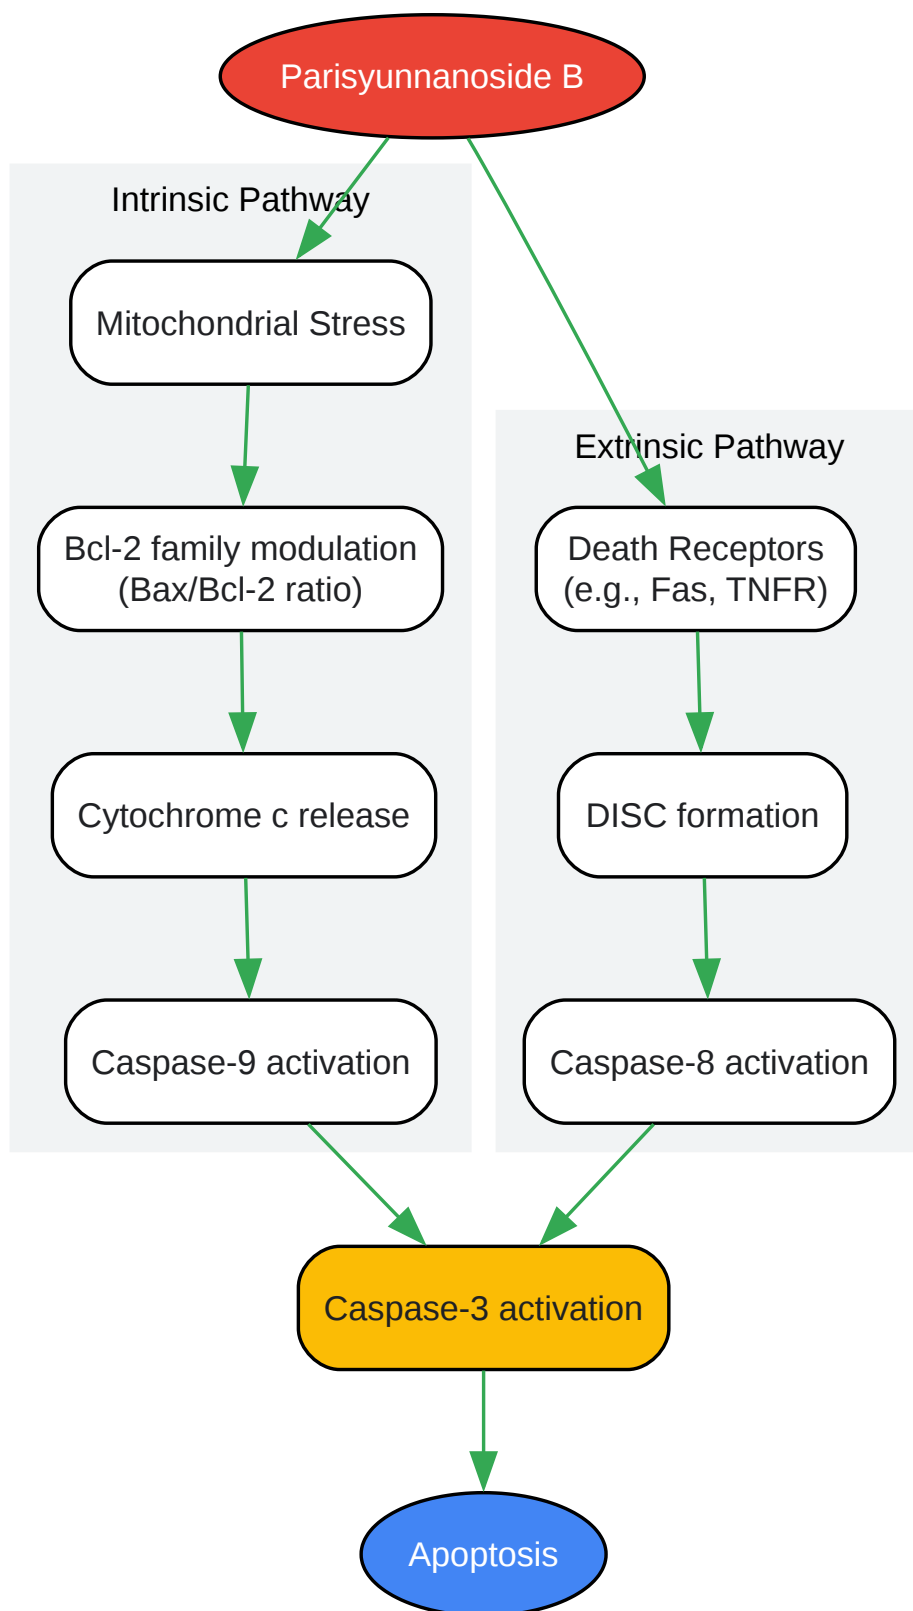 Parisyunnanoside B
Intrinsic Pathway
Mitochondrial Stress
Bcl-2 family modulation
(Bax/Bcl-2 ratio)
Cytochrome c release
Caspase-9 activation
Extrinsic Pathway
Death Receptors
(e.g., Fas, TNFR)
DISC formation
Caspase-8 activation
Caspase-3 activation
Apoptosis